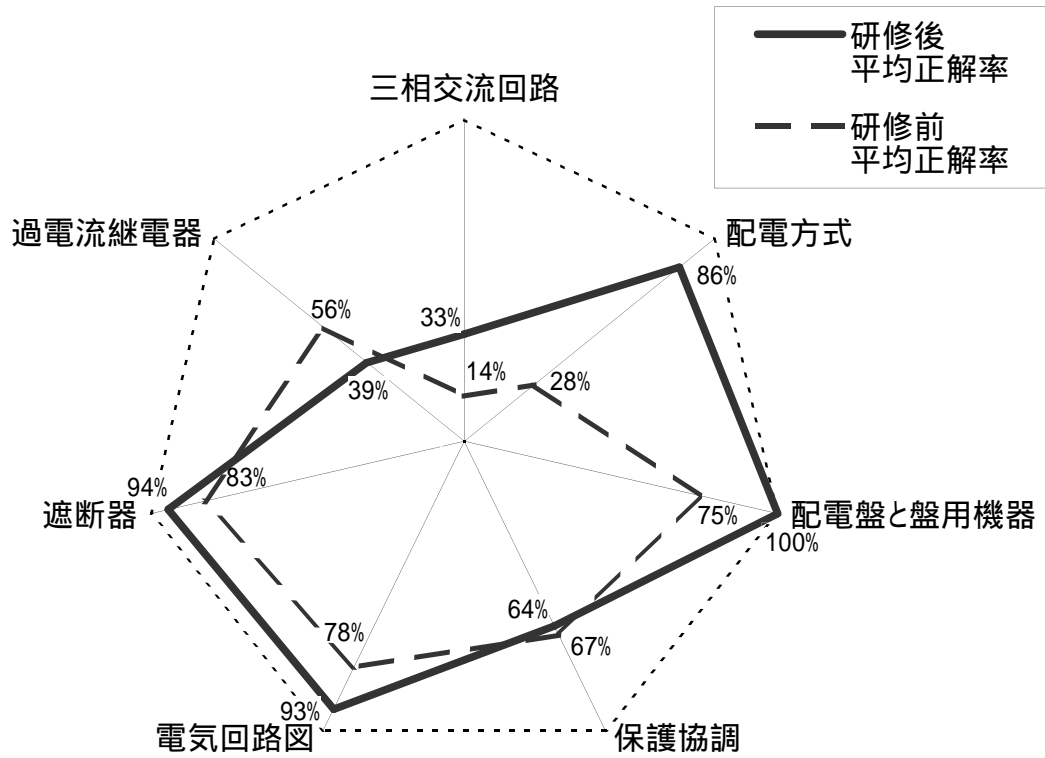 研修後
平均正解率
研修前
平均正解率
三相交流回路
過電流継電器
配電方式
86%
56%
33%
14%
28%
39%
94%
83%
遮断器
75%
配電盤と盤用機器
100%
64%
67%
78%
93%
電気回路図
保護協調